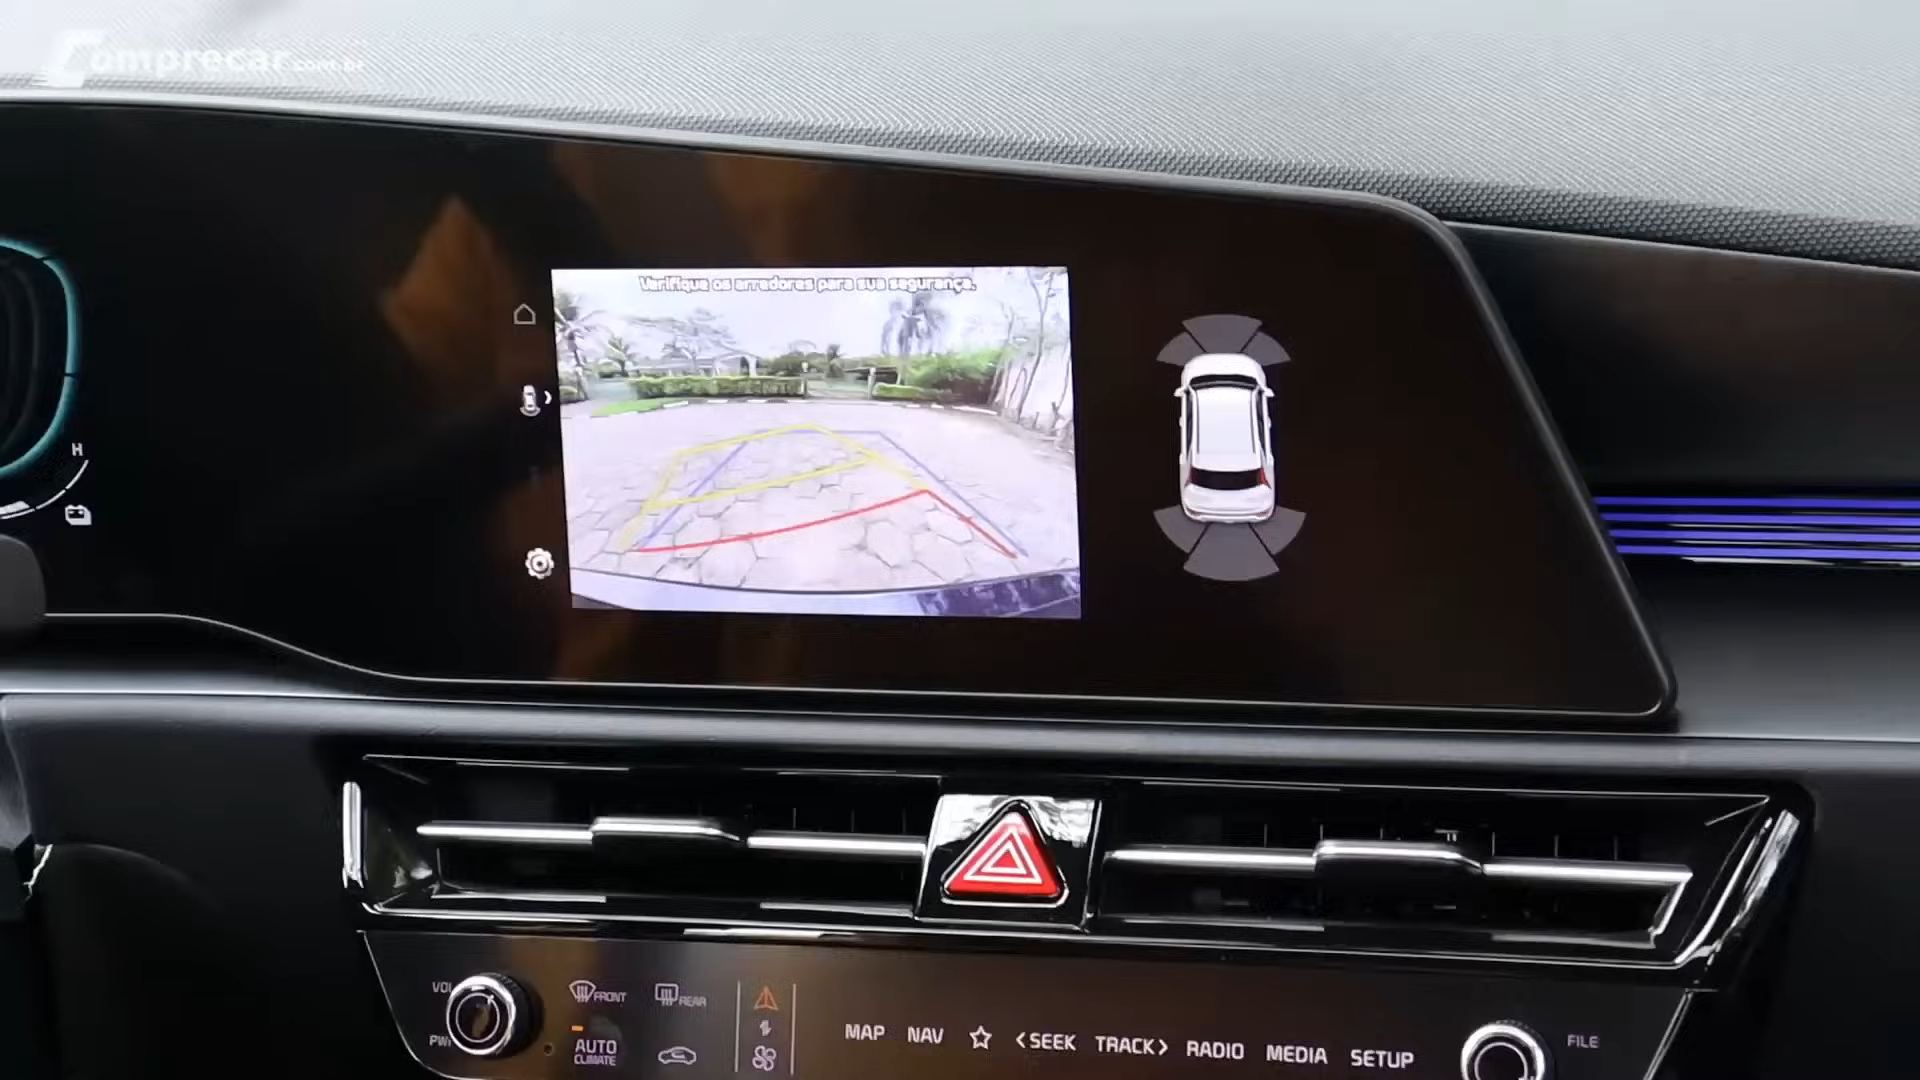 Comprecar.com.br
Verifique os arredores para sua segurança.
H
VOL
FRONT
REAR
PWR
AUTO
CLIMATE
MAP NAV <SEEK TRACK> RADIO MEDIA SETUP
FILE